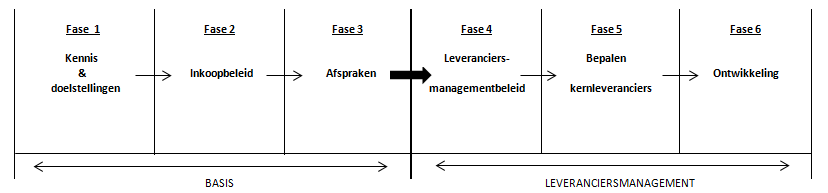 Fase 1
Kennis
&
doelstellingen
Fase 2
Inkoopbeleid
Fase 3
Afspraken
Fase 4
Leveranciers-
managementbeleid
Fase 5
Bepalen
kernleveranciers
Fase 6
Ontwikkeling
BASIS
LEVERANCIERSMANAGEMENT